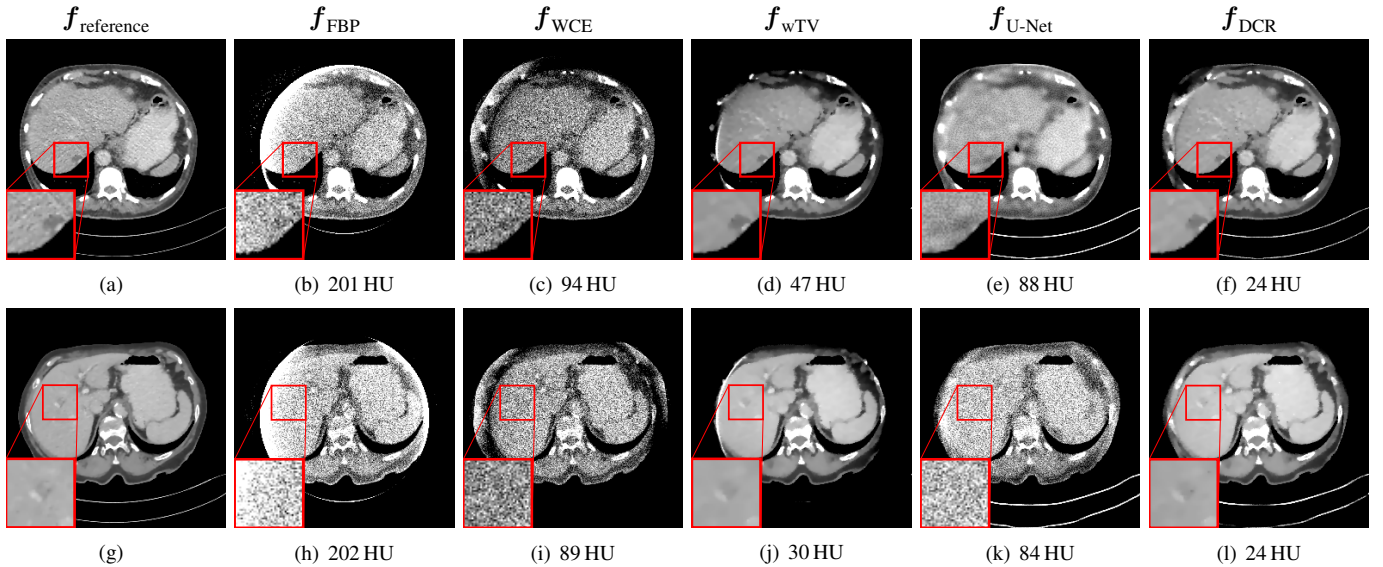 f_reference f_FBP f_WCE f_wTV f_U-Net f_DCR
(a) (b) 201 HU (c) 94 HU (d) 47 HU (e) 88 HU (f) 24 HU
(g) (h) 202 HU (i) 89 HU (j) 30 HU (k) 84 HU (l) 24 HU